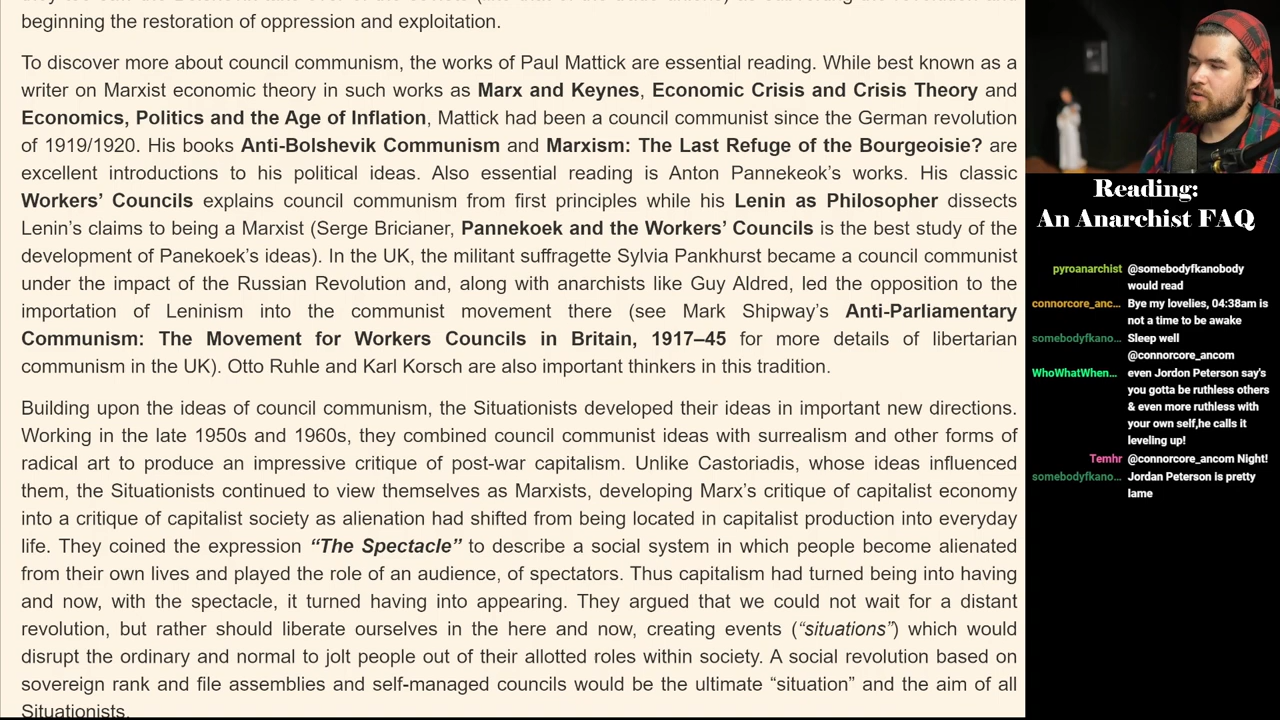 beginning the restoration of oppression and exploitation.
To discover more about council communism, the works of Paul Mattick are essential reading. While best known as a
writer on Marxist economic theory in such works as Marx and Keynes, Economic Crisis and Crisis Theory and
Economics, Politics and the Age of Inflation, Mattick had been a council communist since the German revolution
of 1919/1920. His books Anti-Bolshevik Communism and Marxism: The Last Refuge of the Bourgeoisie? are
excellent introductions to his political ideas. Also essential reading is Anton Pannekeok's works. His classic
Workers' Councils explains council communism from first principles while his Lenin as Philosopher dissects
Lenin's claims to being a Marxist (Serge Bricianer, Pannekoek and the Workers' Councils is the best study of the
development of Panekoek's ideas). In the UK, the militant suffragette Sylvia Pankhurst became a council communist
under the impact of the Russian Revolution and, along with anarchists like Guy Aldred, led the opposition to the
importation of Leninism into the communist movement there (see Mark Shipway's Anti-Parliamentary
Communism: The Movement for Workers Councils in Britain, 1917–45 for more details of libertarian
communism in the UK). Otto Ruhle and Karl Korsch are also important thinkers in this tradition.
Building upon the ideas of council communism, the Situationists developed their ideas in important new directions.
Working in the late 1950s and 1960s, they combined council communist ideas with surrealism and other forms of
radical art to produce an impressive critique of post-war capitalism. Unlike Castoriadis, whose ideas influenced
them, the Situationists continued to view themselves as Marxists, developing Marx's critique of capitalist economy
into a critique of capitalist society as alienation had shifted from being located in capitalist production into everyday
life. They coined the expression "The Spectacle" to describe a social system in which people become alienated
from their own lives and played the role of an audience, of spectators. Thus capitalism had turned being into having
and now, with the spectacle, it turned having into appearing. They argued that we could not wait for a distant
revolution, but rather should liberate ourselves in the here and now, creating events ("situations") which would
disrupt the ordinary and normal to jolt people out of their allotted roles within society. A social revolution based on
sovereign rank and file assemblies and self-managed councils would be the ultimate "situation" and the aim of all
Situationists.
Reading:
An Anarchist FAQ
pyroanarchist @somebodyfkanobody
would read
connorcore_anc... Bye my lovelies, 04:38am is
not a time to be awake
somebodyfkano... Sleep well
@connorcore_ancom
WhoWhatWhen... even Jordon Peterson say's
you gotta be ruthless others
& even more ruthless with
your own self,he calls it
leveling up!
Temhr @connorcore_ancom Night!
somebodyfkano... Jordan Peterson is pretty
lame